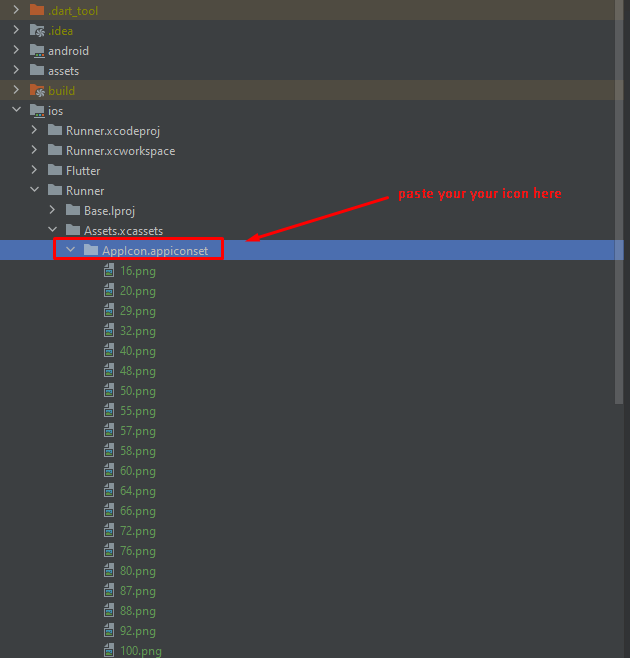 .dart_tool
.idea
android
assets
build
ios
Runner.xcodeproj
Runner.xcworkspace
Flutter
Runner
paste your your icon here
Base.lproj
Assets.xcassets
AppIcon.appiconset
16.png
20.png
29.png
32.png
40.png
48.png
50.png
55.png
57.png
58.png
60.png
64.png
66.png
72.png
76.png
80.png
87.png
88.png
92.png
100.png